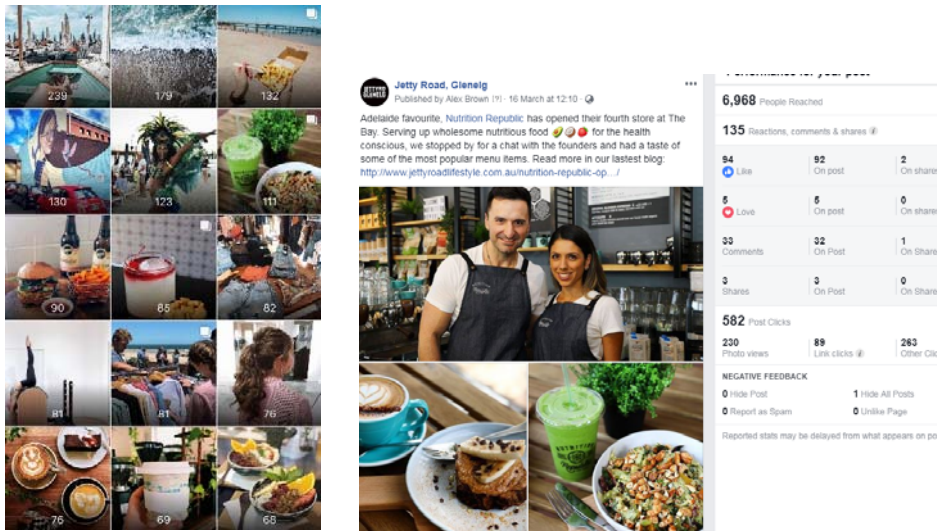 239
179
132
130
123
111
90
85
82
81
81
76
76
69
68
Jetty Road, Glenelg
Published by Alex Brown [?] · 16 March at 12:10 ·
Adelaide favourite, Nutrition Republic has opened their fourth store at The
Bay. Serving up wholesome nutritious food 🥑🥥🍅 for the health
conscious, we stopped by for a chat with the founders and had a taste of
some of the most popular menu items. Read more in our lastest blog:
http://www.jettyroadlifestyle.com.au/nutrition-republic-op.../
Performance for your post
6,968 People Reached
135 Reactions, comments & shares
94 92 2
Like On post On share
5 5 0
Love On post On share
33 32 1
Comments On Post On Share
3 3 0
Shares On Post On Share
582 Post Clicks
230 89 263
Photo views Link clicks Other Clic
NEGATIVE FEEDBACK
0 Hide Post 1 Hide All Posts
0 Report as Spam 0 Unlike Page
Reported stats may be delayed from what appears on po